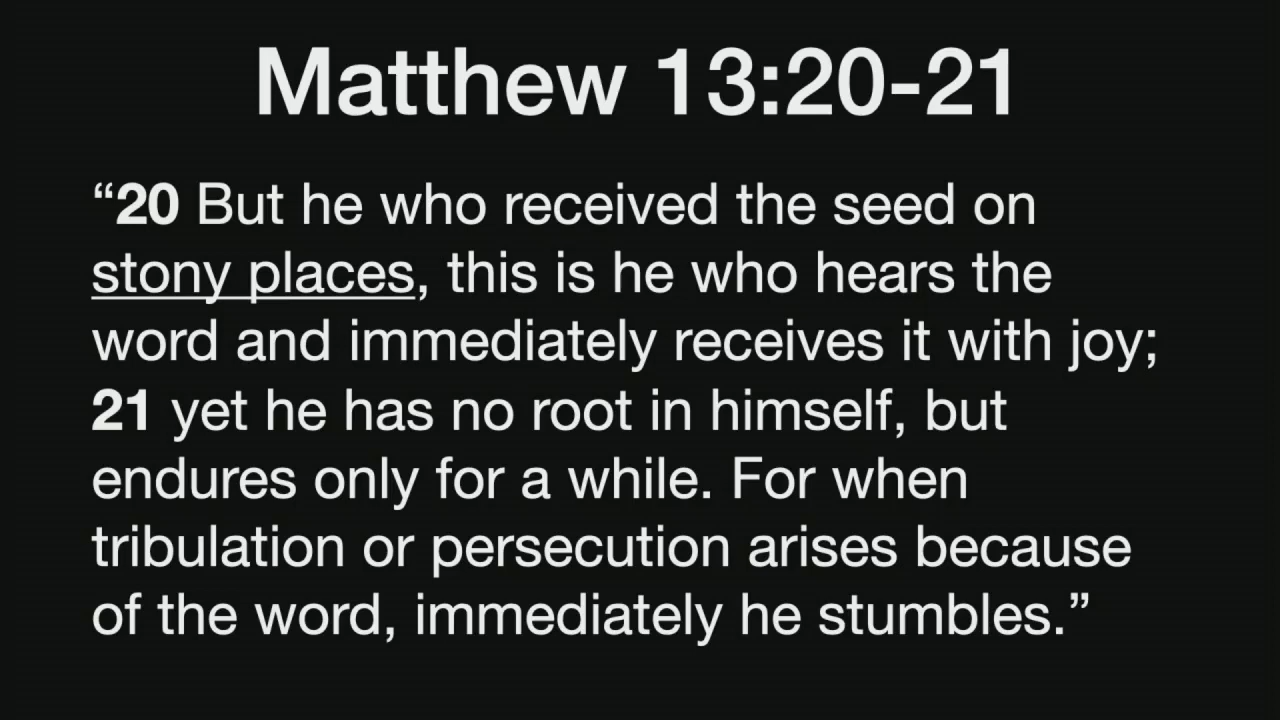 Matthew 13:20-21
“20 But he who received the seed on
stony places, this is he who hears the
word and immediately receives it with joy;
21 yet he has no root in himself, but
endures only for a while. For when
tribulation or persecution arises because
of the word, immediately he stumbles.”